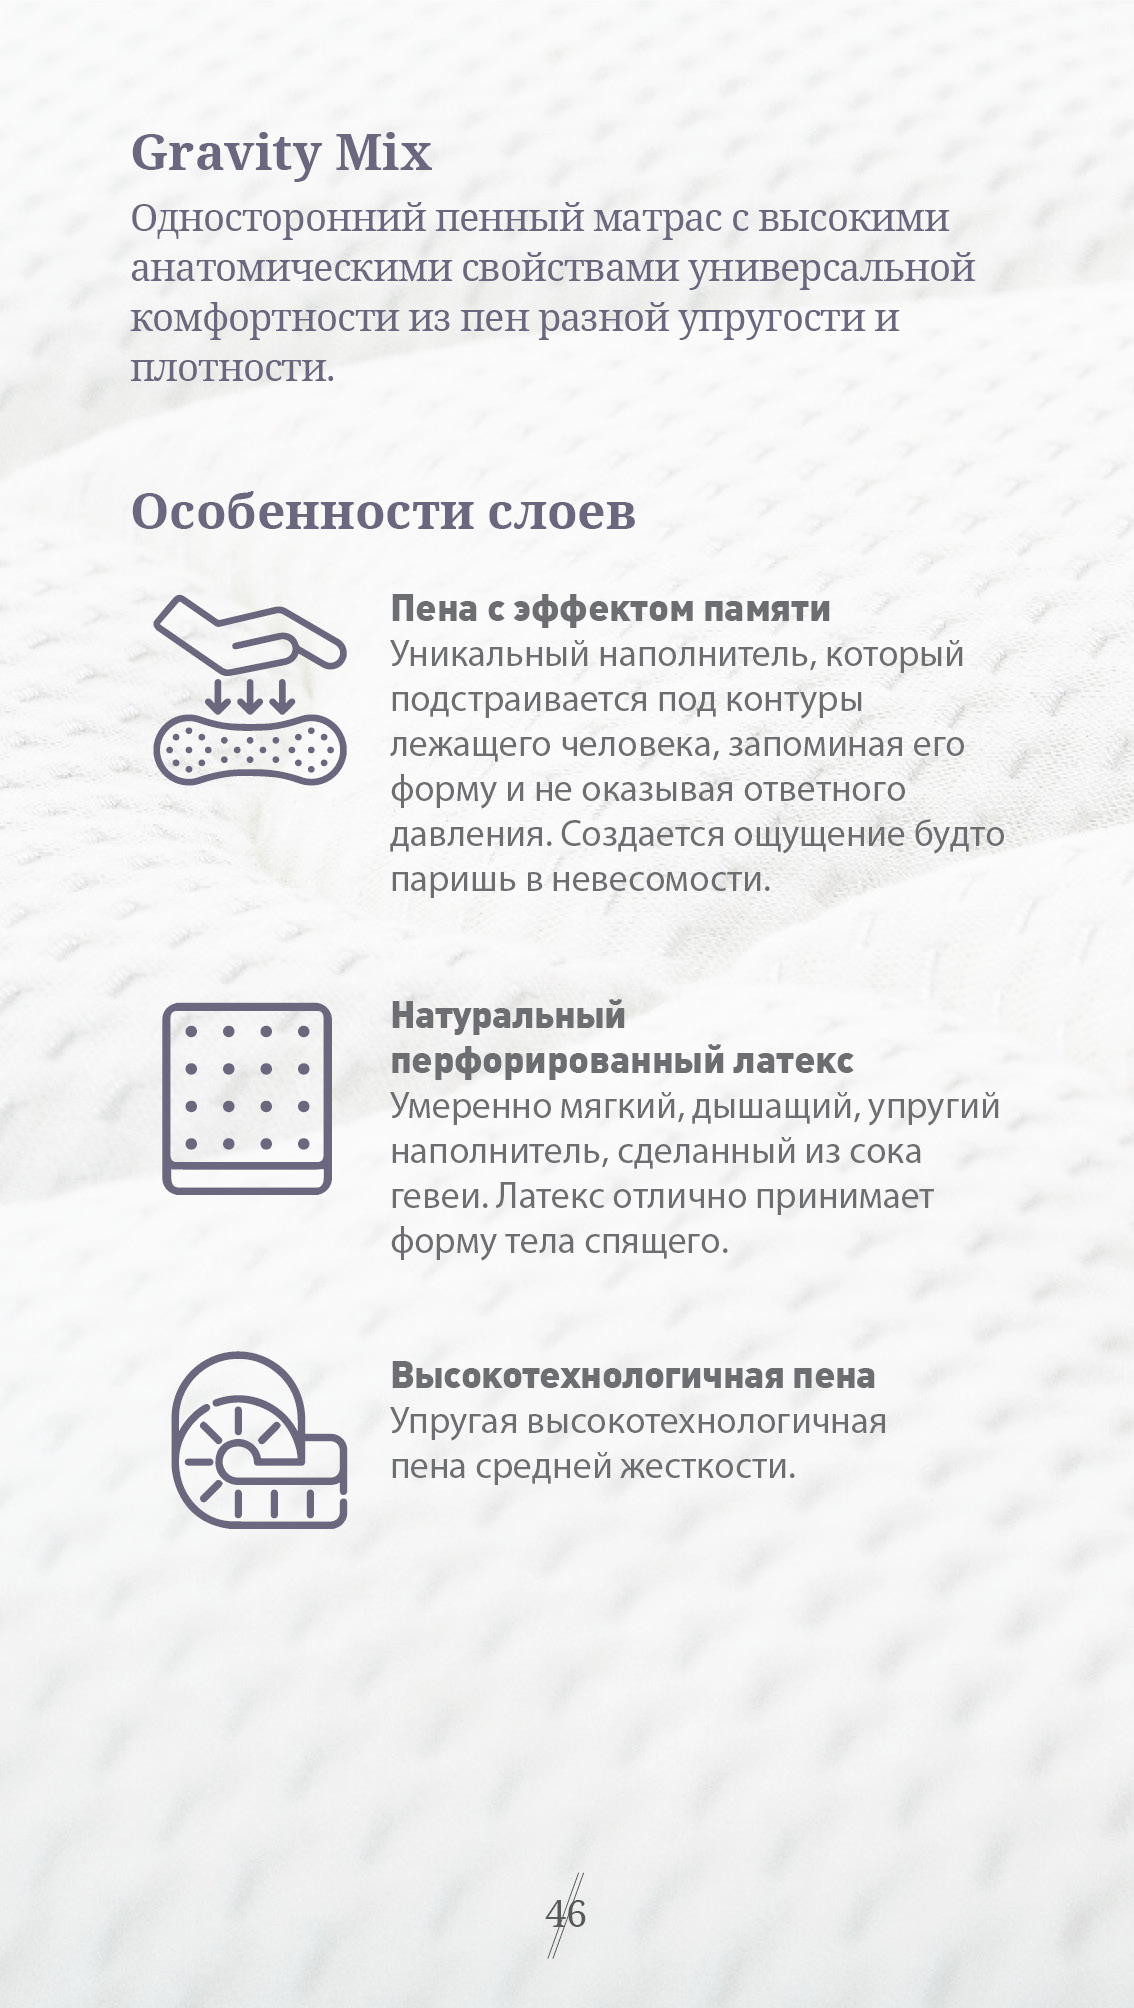 Gravity Mix
Односторонний пенный матрас с высокими
анатомическими свойствами универсальной
комфортности из пен разной упругости и
плотности.
Особенности слоев
Пена с эффектом памяти
Уникальный наполнитель, который
подстраивается под контуры
лежащего человека, запоминая его
форму и не оказывая ответного
давления. Создается ощущение будто
паришь в невесомости.
Натуральный
перфорированный латекс
Умеренно мягкий, дышащий, упругий
наполнитель, сделанный из сока
гевеи. Латекс отлично принимает
форму тела спящего.
Высокотехнологичная пена
Упругая высокотехнологичная
пена средней жесткости.
46